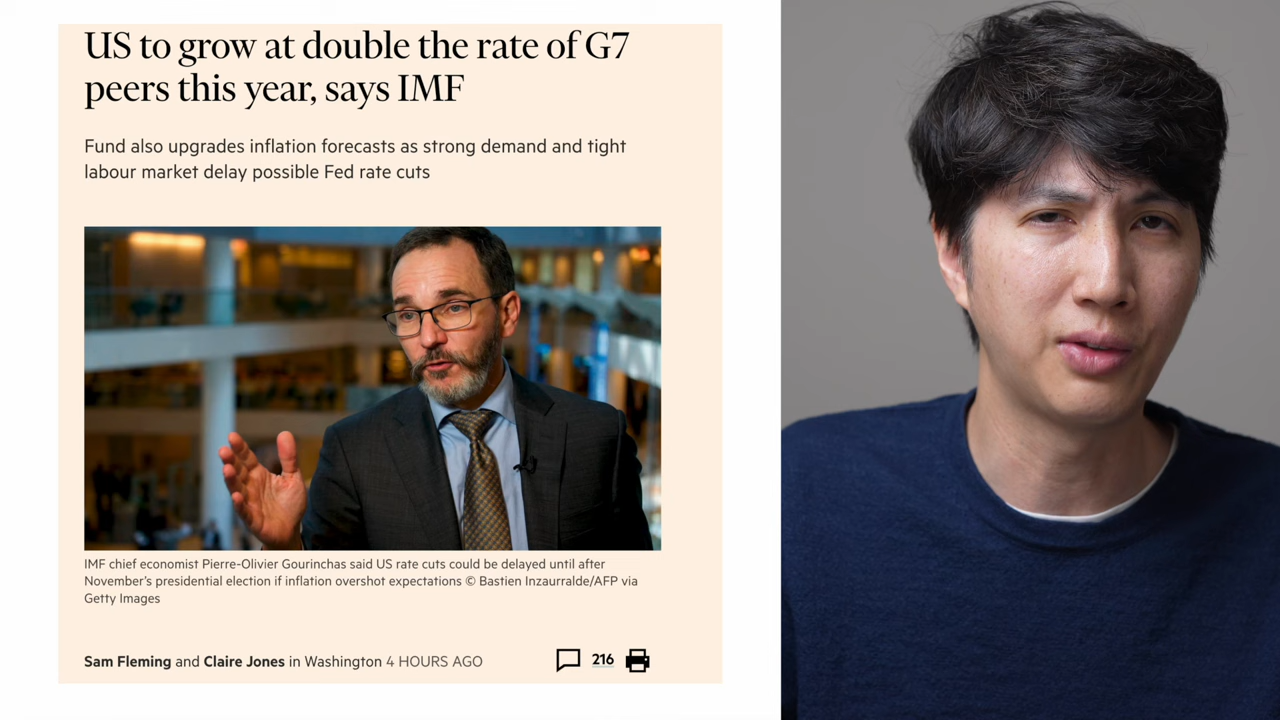 US to grow at double the rate of G7
peers this year, says IMF
Fund also upgrades inflation forecasts as strong demand and tight
labour market delay possible Fed rate cuts
IMF chief economist Pierre-Olivier Gourinchas said US rate cuts could be delayed until after
November’s presidential election if inflation overshot expectations © Bastien Inzaurralde/AFP via
Getty Images
Sam Fleming and Claire Jones in Washington 4 HOURS AGO
216